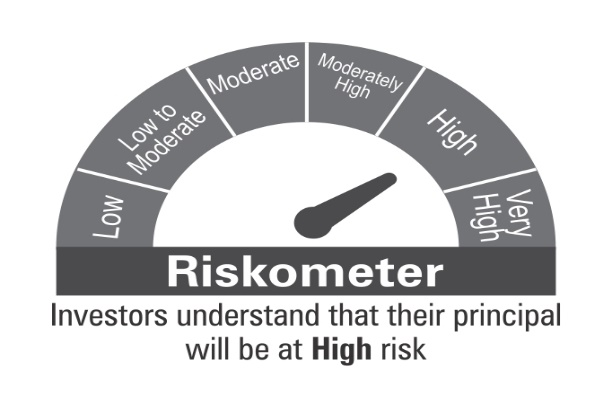 Low
Low to
Moderate
Moderate
Moderately
High
High
Very
High
Riskometer
Investors understand that their principal
will be at High risk